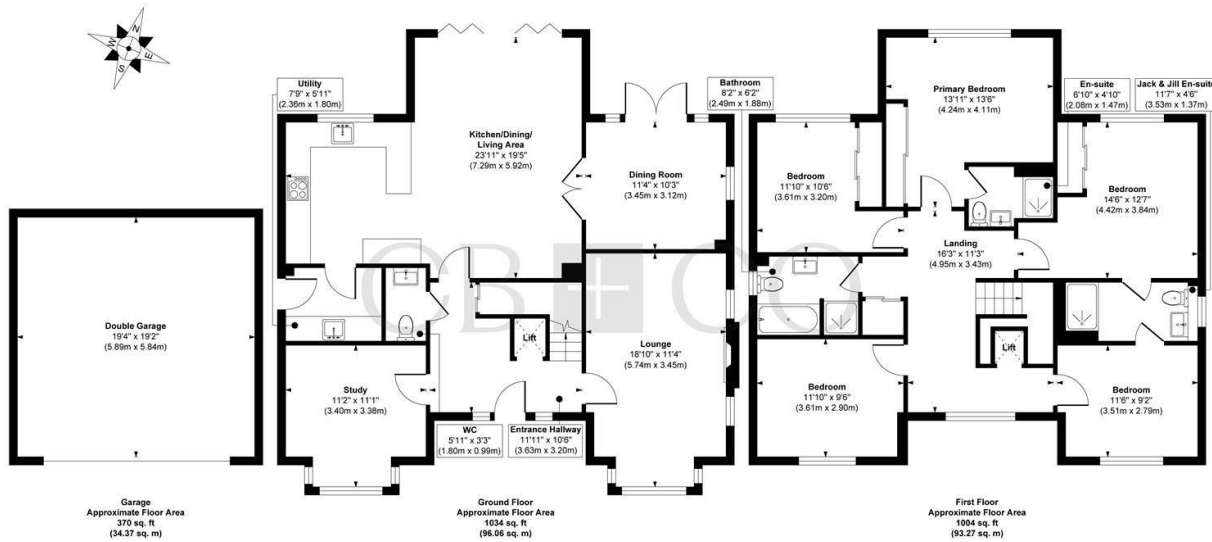 N
W
E
S
Utility
7'9" x 5'11"
(2.36m x 1.80m)
Kitchen/Dining/
Living Area
23'11" x 19'5"
(7.29m x 5.92m)
Dining Room
11'4" x 10'3"
(3.45m x 3.12m)
Bathroom
8'2" x 6'2"
(2.49m x 1.88m)
Primary Bedroom
13'11" x 13'6"
(4.24m x 4.11m)
En-suite
6'10" x 4'10"
(2.08m x 1.47m)
Jack & Jill En-suite
11'7" x 4'6"
(3.53m x 1.37m)
Bedroom
11'10" x 10'6"
(3.61m x 3.20m)
Bedroom
14'6" x 12'7"
(4.42m x 3.84m)
Landing
16'3" x 11'3"
(4.95m x 3.43m)
CB+CO
Double Garage
19'4" x 19'2"
(5.89m x 5.84m)
Lift
Lounge
18'10" x 11'4"
(5.74m x 3.45m)
Lift
Study
11'2" x 11'1"
(3.40m x 3.38m)
Bedroom
11'10" x 9'6"
(3.61m x 2.90m)
Bedroom
11'6" x 9'2"
(3.51m x 2.79m)
WC
5'11" x 3'3"
(1.80m x 0.99m)
Entrance Hallway
11'11" x 10'6"
(3.63m x 3.20m)
Garage
Approximate Floor Area
370 sq. ft
(34.37 sq. m)
Ground Floor
Approximate Floor Area
1034 sq. ft
(96.06 sq. m)
First Floor
Approximate Floor Area
1004 sq. ft
(93.27 sq. m)